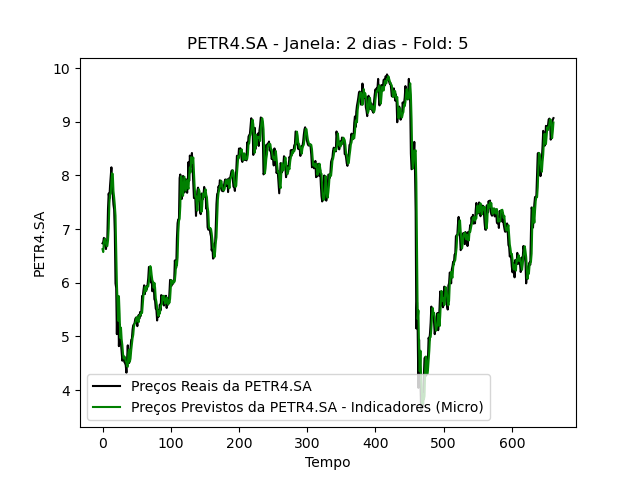 PETR4.SA - Janela: 2 dias - Fold: 5
10
9
8
7
6
5
4
PETR4.SA
Preços Reais da PETR4.SA
Preços Previstos da PETR4.SA - Indicadores (Micro)
0 100 200 300 400 500 600
Tempo